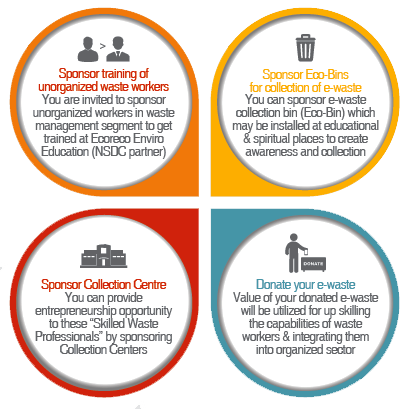 Sponsor training of
unorganized waste workers
You are invited to sponsor
unorganized workers in waste
management segment to get
trained at Ecoreco Enviro
Education (NSDC partner)
Sponsor Eco-Bins
for collection of e-waste
You can sponsor e-waste
collection bin (Eco-Bin) which
may be installed at educational
& spiritual places to create
awareness and collection
Sponsor Collection Centre
You can provide
entrepreneurship opportunity
to these “Skilled Waste
Professionals” by sponsoring
Collection Centers
DONATE
Donate your e-waste
Value of your donated e-waste
will be utilized for up skilling
the capabilities of waste
workers & integrating them
into organized sector